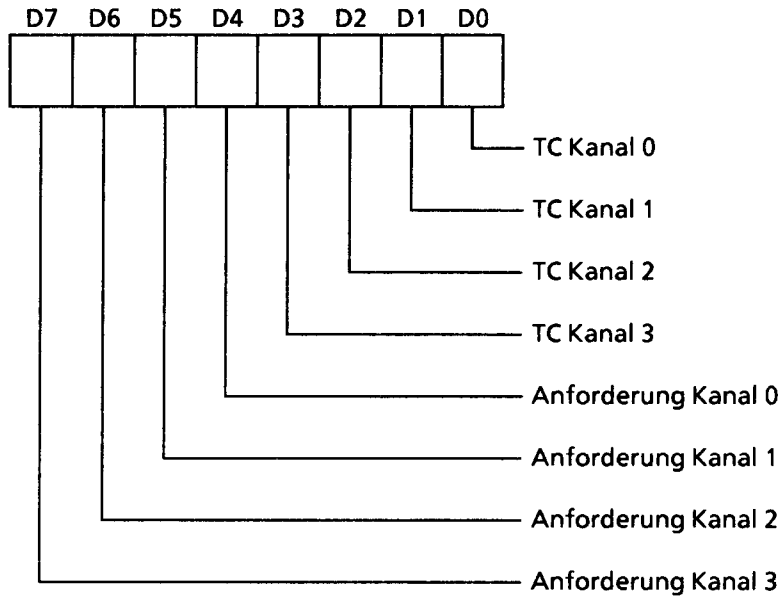 D7 D6 D5 D4 D3 D2 D1 D0
TC Kanal 0
TC Kanal 1
TC Kanal 2
TC Kanal 3
Anforderung Kanal 0
Anforderung Kanal 1
Anforderung Kanal 2
Anforderung Kanal 3